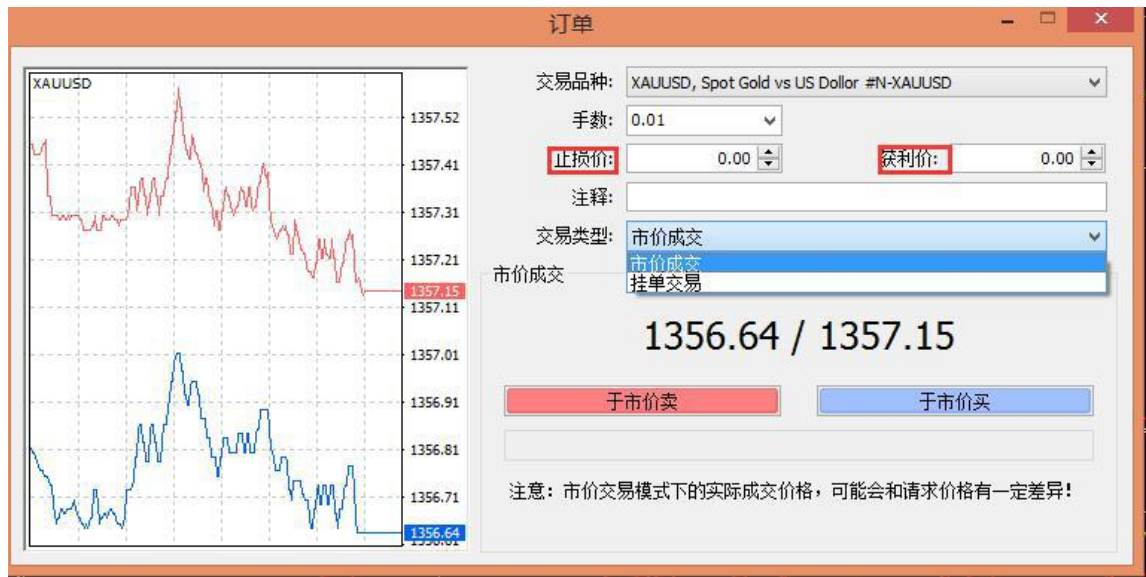 订单
XAUUSD
1357.52
1357.41
1357.31
1357.21
1357.15
1357.11
1357.01
1356.91
1356.81
1356.71
1356.64
交易品种: XAUUSD, Spot Gold vs US Dollor #N-XAUUSD
手数: 0.01
止损价: 0.00 获利价: 0.00
注释:
交易类型: 市价成交
市价成交
挂单交易
市价成交
1356.64 / 1357.15
于市价卖 于市价买
注意：市价交易模式下的实际成交价格，可能会和请求价格有一定差异！